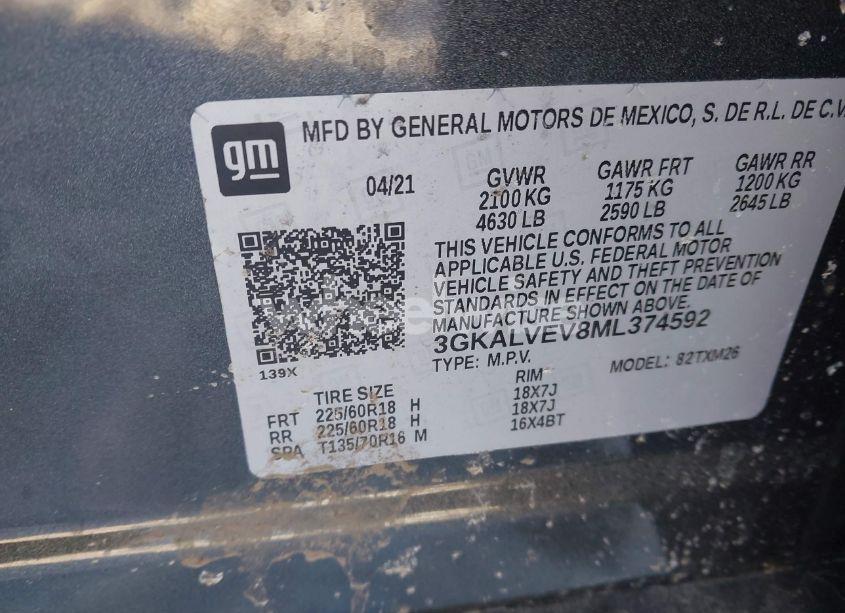 gm
MFD BY GENERAL MOTORS DE MEXICO, S. DE R.L. DE C.V.
04/21
GVWR GAWR FRT GAWR RR
2100 KG 1175 KG 1200 KG
4630 LB 2590 LB 2645 LB
THIS VEHICLE CONFORMS TO ALL
APPLICABLE U.S. FEDERAL MOTOR
VEHICLE SAFETY AND THEFT PREVENTION
STANDARDS IN EFFECT ON THE DATE OF
MANUFACTURE SHOWN ABOVE.
3GKALVEV8ML374592
TYPE: M.P.V. MODEL: 82TXM26
139X
TIRE SIZE RIM
FRT 225/60R18 H 18X7J
RR 225/60R18 H 18X7J
SPA T135/70R16 M 16X4BT